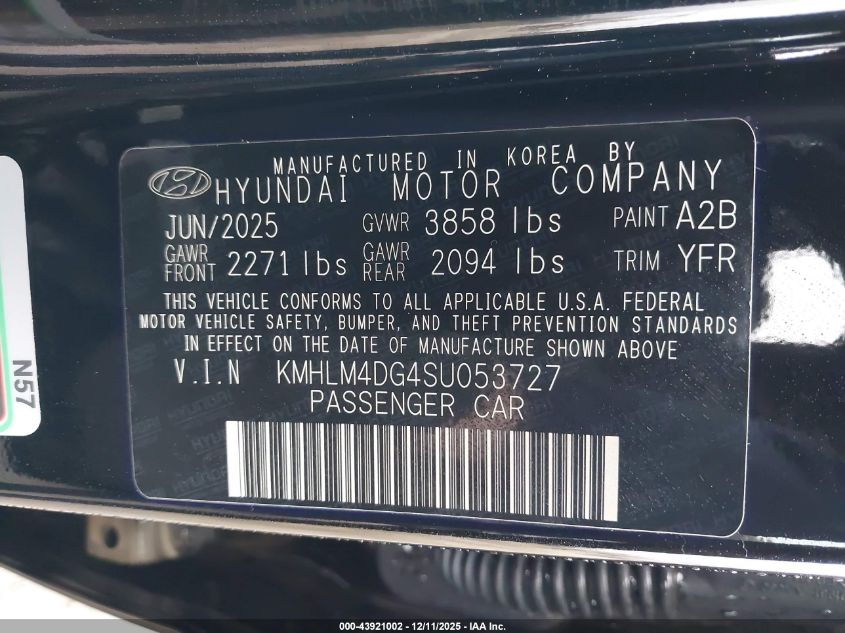 MANUFACTURED IN KOREA BY
HYUNDAI MOTOR COMPANY
JUN/2025 GVWR 3858 lbs PAINT A2B
GAWR FRONT 2271 lbs GAWR REAR 2094 lbs TRIM YFR
THIS VEHICLE CONFORMS TO ALL APPLICABLE U.S.A. FEDERAL
MOTOR VEHICLE SAFETY, BUMPER, AND THEFT PREVENTION STANDARDS
IN EFFECT ON THE DATE OF MANUFACTURE SHOWN ABOVE
V.I.N KMHLM4DG4SU053727
PASSENGER CAR
N57
000-43921002 - 12/11/2025 - IAA Inc.